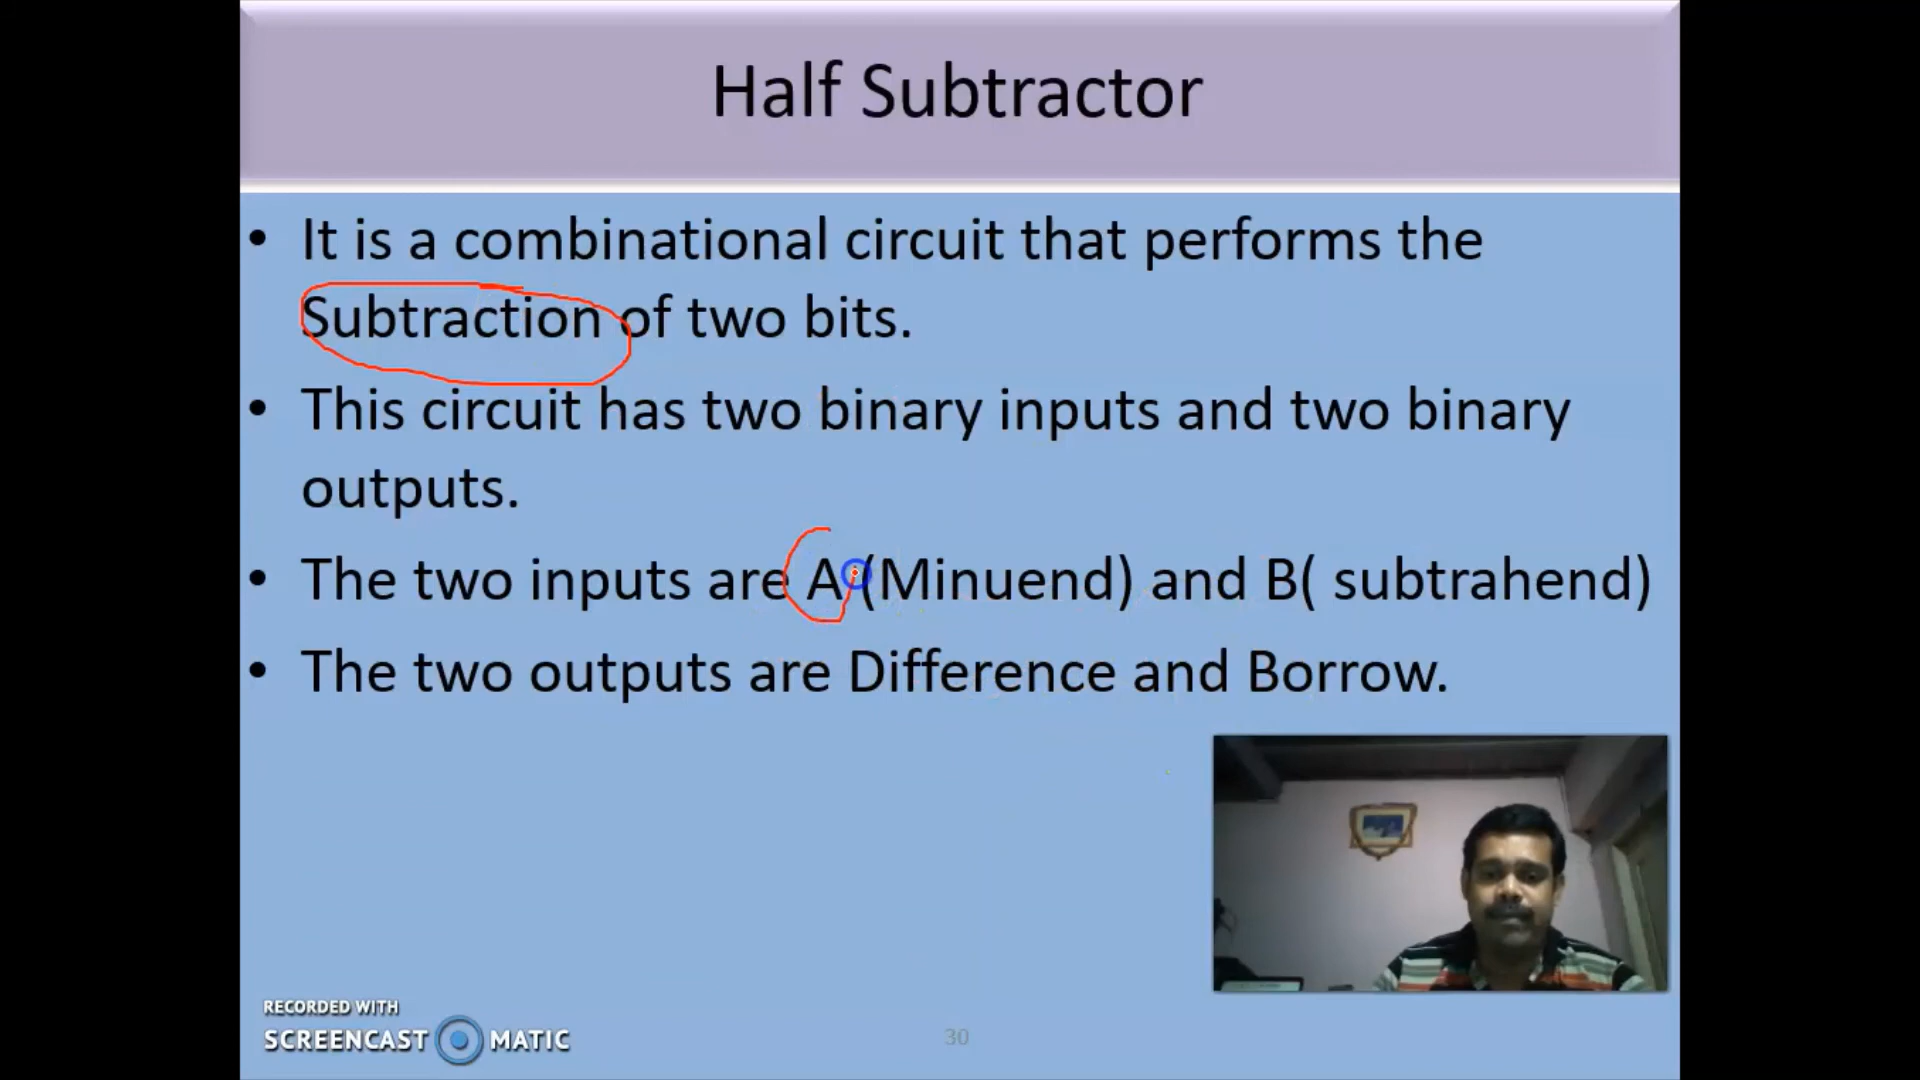 Half Subtractor
• It is a combinational circuit that performs the
Subtraction of two bits.
• This circuit has two binary inputs and two binary
outputs.
• The two inputs are A (Minuend) and B( subtrahend)
• The two outputs are Difference and Borrow.
RECORDED WITH
SCREENCAST MATIC
30